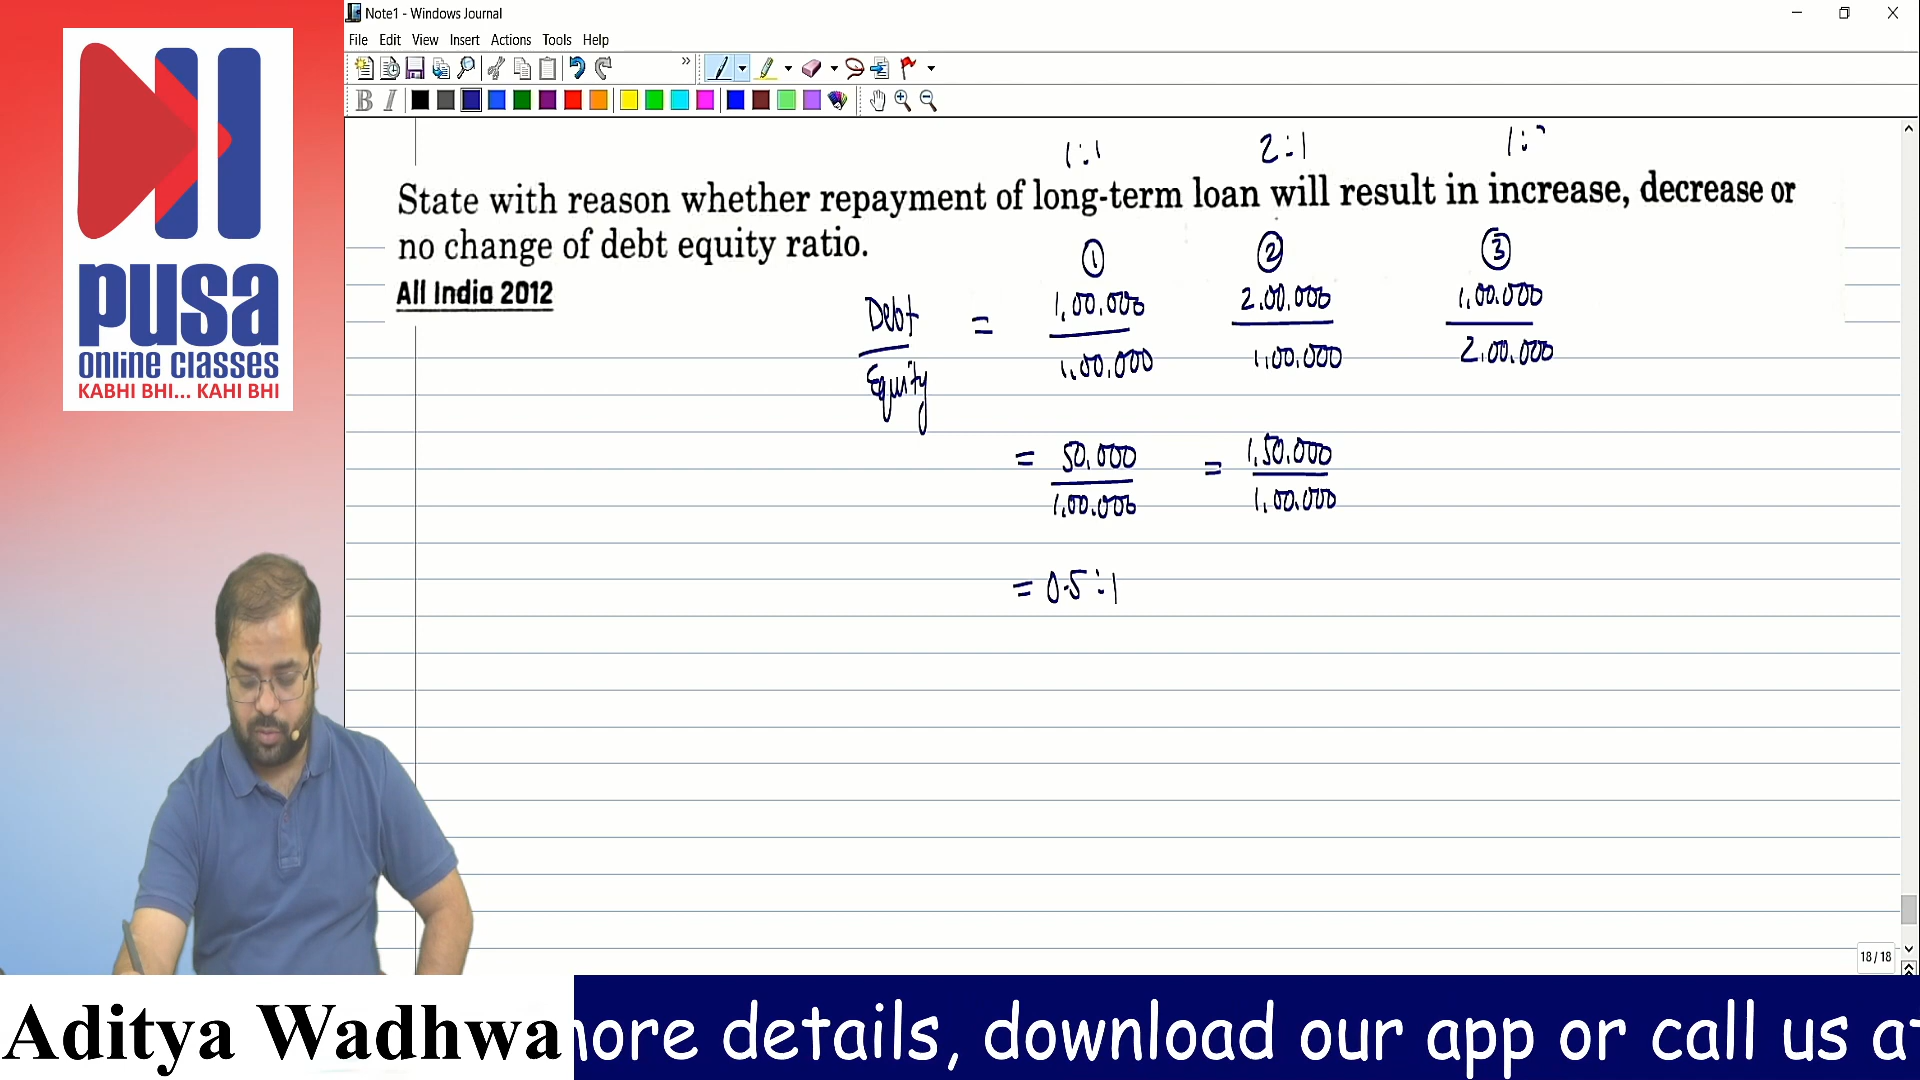 Note1 - Windows Journal
File Edit View Insert Actions Tools Help
B I
1:1 2:1
State with reason whether repayment of long-term loan will result in increase, decrease or
no change of debt equity ratio.
All India 2012
① ② ③
Debt = 1,00,000 2,00,000 1,00,000
Equity 1,00,000 1,00,000 2,00,000
= 50,000 = 1,50,000
1,00,000 1,00,000
= 0.5:1
pusa
online classes
KABHI BHI... KAHI BHI
18 / 18
Aditya Wadhwa
more details, download our app or call us at